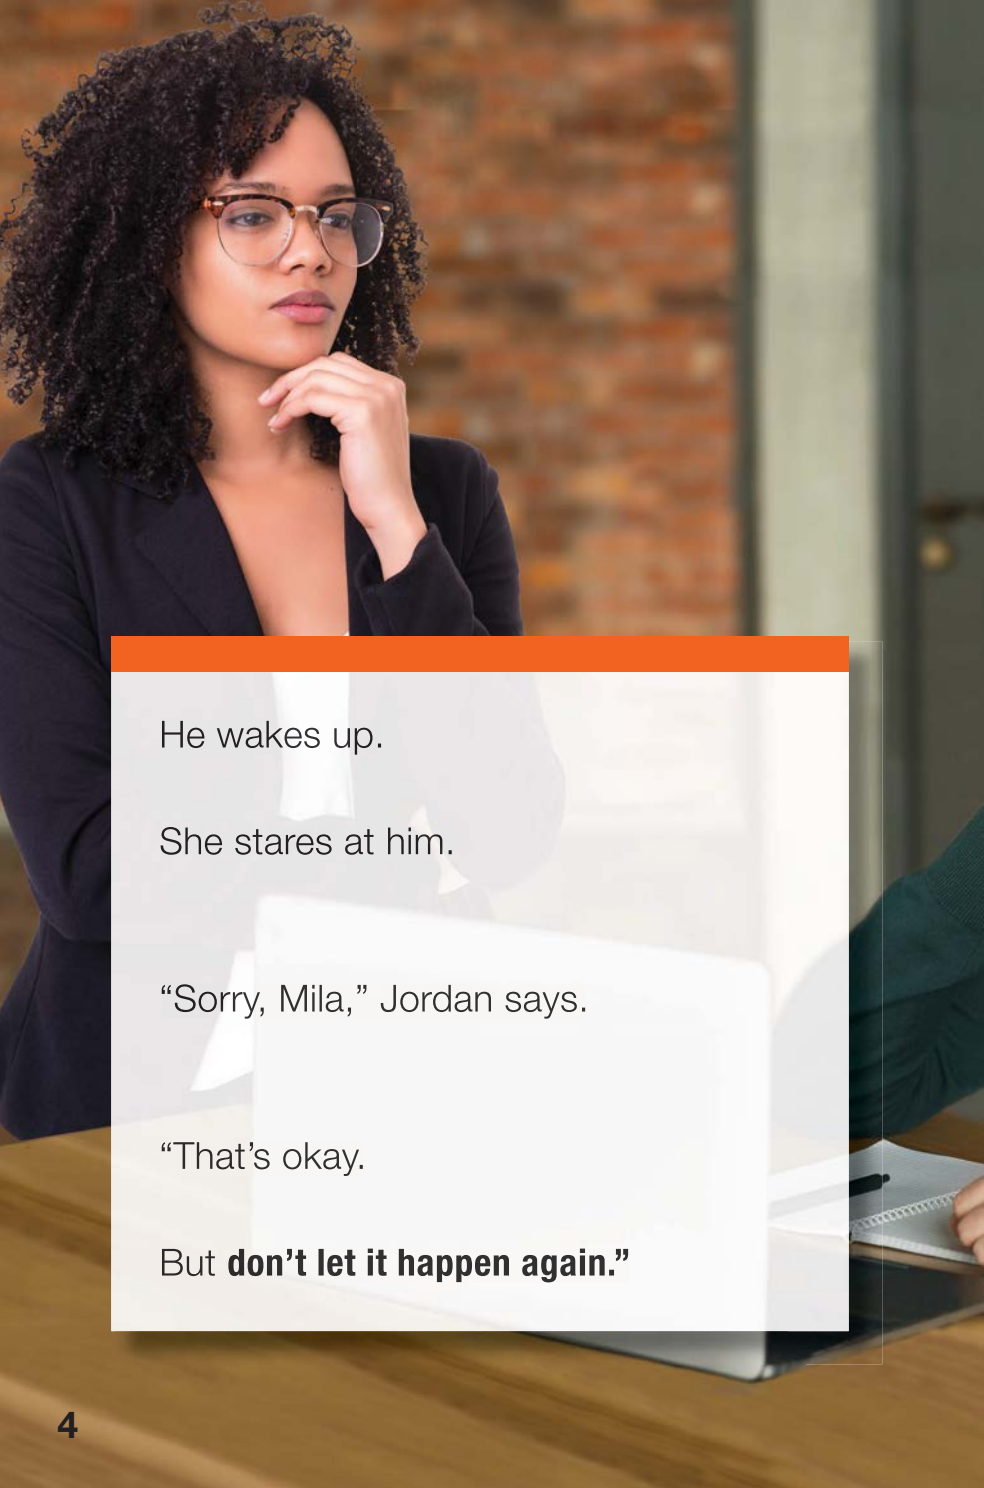 He wakes up.
She stares at him.
“Sorry, Mila,” Jordan says.
“That’s okay.
But don’t let it happen again.”
4